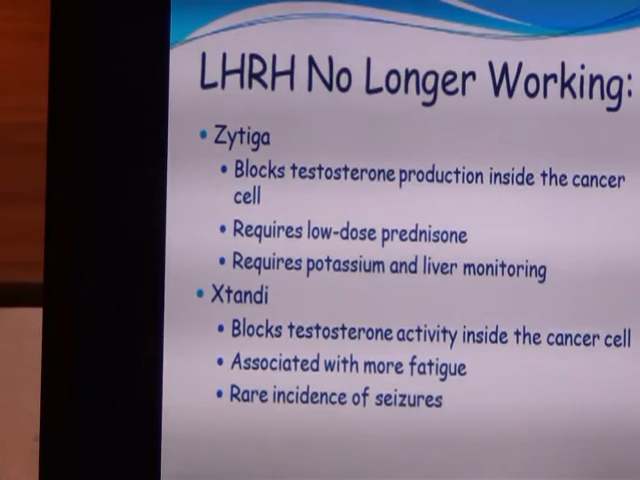 LHRH No Longer Working:
• Zytiga
• Blocks testosterone production inside the cancer
cell
• Requires low-dose prednisone
• Requires potassium and liver monitoring
• Xtandi
• Blocks testosterone activity inside the cancer cell
• Associated with more fatigue
• Rare incidence of seizures